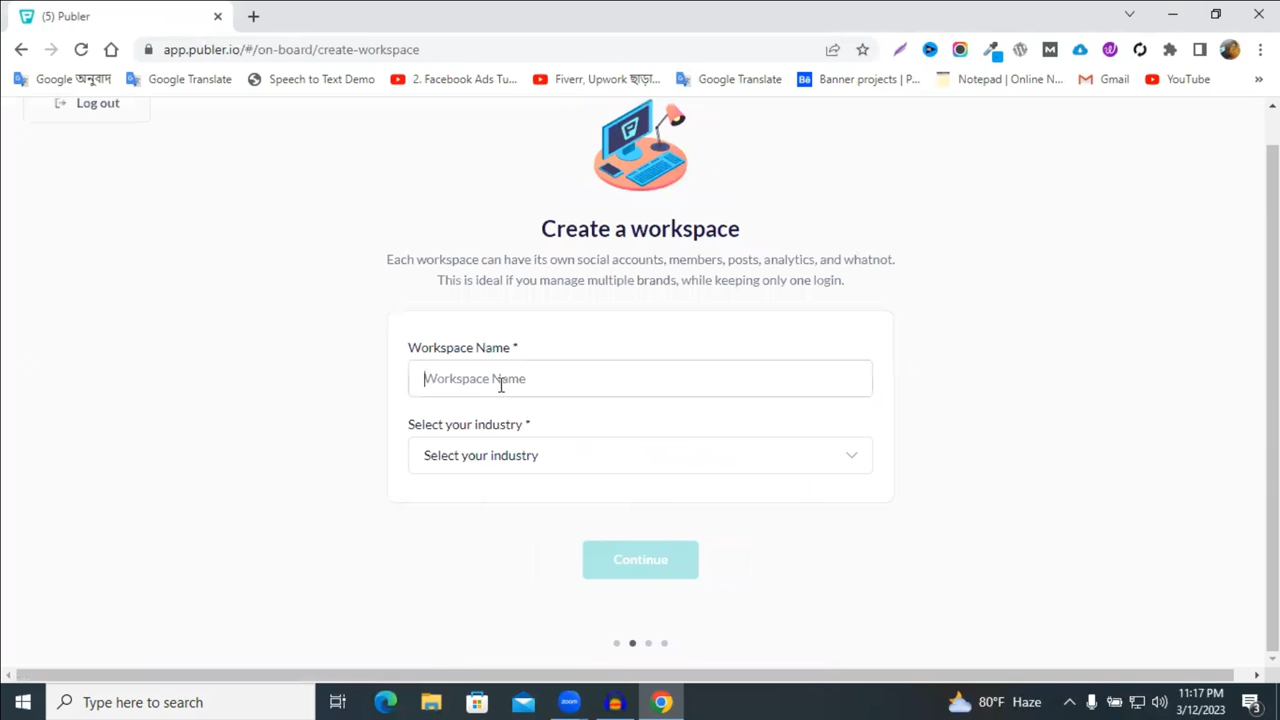 (5) Publer
app.publer.io/#/on-board/create-workspace
Google অনুবাদ Google Translate Speech to Text Demo 2. Facebook Ads Tu... Fiverr, Upwork ছাড়া... Google Translate Bē Banner projects | P... Notepad | Online N... Gmail YouTube »
Log out
Create a workspace
Each workspace can have its own social accounts, members, posts, analytics, and whatnot.
This is ideal if you manage multiple brands, while keeping only one login.
Workspace Name *
Workspace Name
Select your industry *
Select your industry
Continue
Type here to search
zoom
80°F Haze
11:17 PM
3/12/2023
3